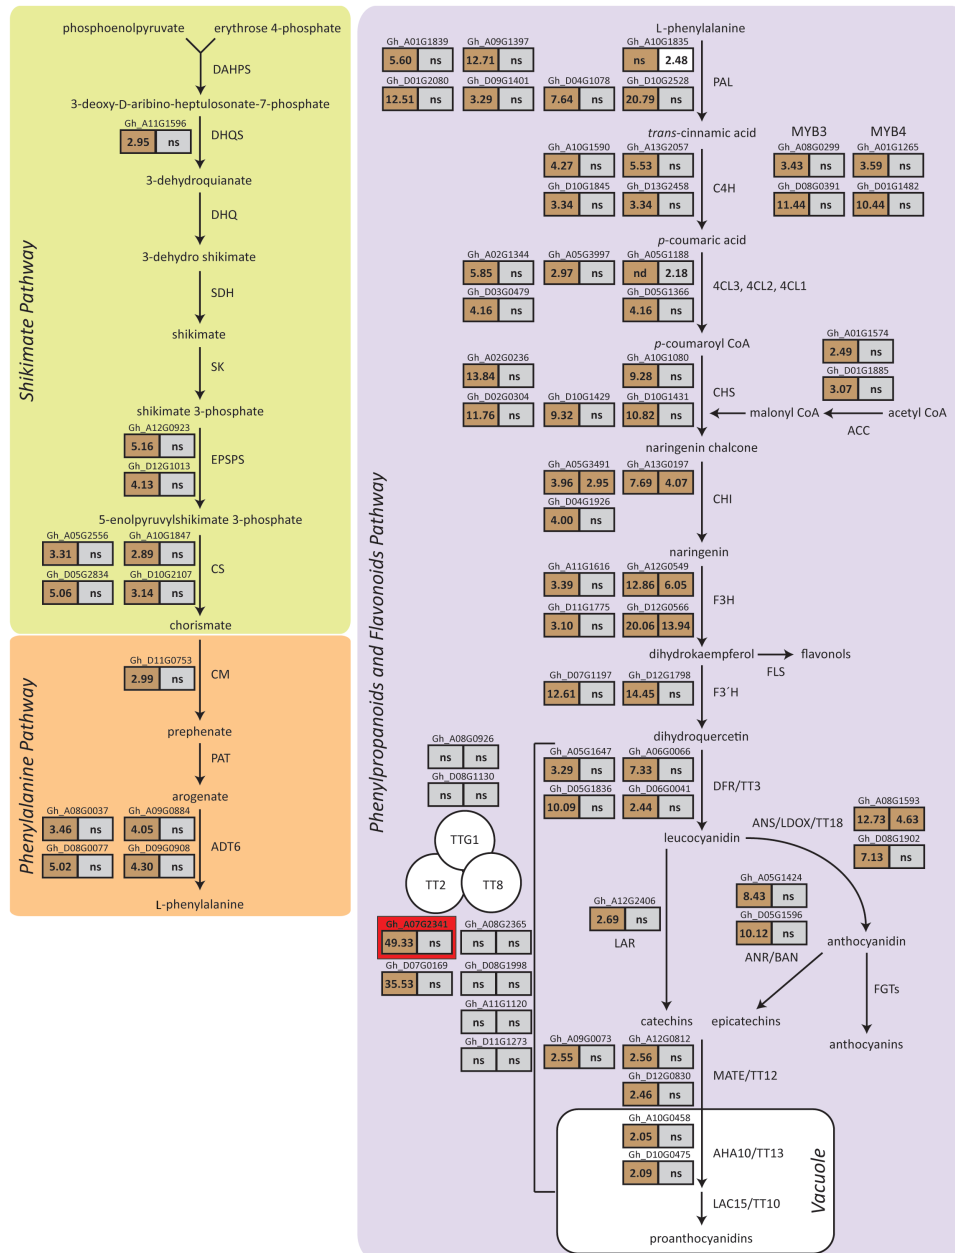 phosphoenolpyruvate erythrose 4-phosphate
DAHPS
3-deoxy-D-aribino-heptulosonate-7-phosphate
Gh_A11G1596
2.95 ns
DHQS
3-dehydroquianate
DHQ
3-dehydro shikimate
SDH
shikimate
SK
shikimate 3-phosphate
Gh_A12G0923
5.16 ns
EPSPS
Gh_D12G1013
4.13 ns
5-enolpyruvylshikimate 3-phosphate
Gh_A05G2556 Gh_A10G1847
3.31 ns 2.89 ns
CS
Gh_D05G2834 Gh_D10G2107
5.06 ns 3.14 ns
chorismate
Shikimate Pathway
Gh_D11G0753
2.99 ns
CM
prephenate
PAT
arogenate
Gh_A08G0037 Gh_A09G0884
3.46 ns 4.05 ns
ADT6
Gh_D08G0077 Gh_D09G0908
5.02 ns 4.30 ns
L-phenylalanine
Phenylalanine Pathway
Phenylpropanoids and Flavonoids Pathway
L-phenylalanine
Gh_A01G1839 Gh_A09G1397 Gh_A10G1835
5.60 ns 12.71 ns ns 2.48
PAL
Gh_D01G2080 Gh_D09G1401 Gh_D04G1078 Gh_D10G2528
12.51 ns 3.29 ns 7.64 ns 20.79 ns
trans-cinnamic acid
MYB3 MYB4
Gh_A10G1590 Gh_A13G2057 Gh_A08G0299 Gh_A01G1265
4.27 ns 5.53 ns 3.43 ns 3.59 ns
C4H
Gh_D10G1845 Gh_D13G2458 Gh_D08G0391 Gh_D01G1482
3.34 ns 3.34 ns 11.44 ns 10.44 ns
p-coumaric acid
Gh_A02G1344 Gh_A05G3997 Gh_A05G1188
5.85 ns 2.97 ns nd 2.18
4CL3, 4CL2, 4CL1
Gh_D03G0479 Gh_D05G1366
4.16 ns 4.16 ns
p-coumaroyl CoA
Gh_A01G1574
2.49 ns
Gh_A02G0236 Gh_A10G1080
13.84 ns 9.28 ns
Gh_D01G1885
3.07 ns
CHS
Gh_D02G0304 Gh_D10G1429 Gh_D10G1431
11.76 ns 9.32 ns 10.82 ns
malonyl CoA acetyl CoA
ACC
naringenin chalcone
Gh_A05G3491 Gh_A13G0197
3.96 2.95 7.69 4.07
CHI
Gh_D04G1926
4.00 ns
naringenin
Gh_A11G1616 Gh_A12G0549
3.39 ns 12.86 6.05
F3H
Gh_D11G1775 Gh_D12G0566
3.10 ns 20.06 13.94
dihydrokaempferol flavonols
FLS
Gh_D07G1197 Gh_D12G1798
12.61 ns 14.45 ns
F3´H
dihydroquercetin
Gh_A08G0926
ns ns
Gh_D08G1130
ns ns
Gh_A05G1647 Gh_A06G0066
3.29 ns 7.33 ns
DFR/TT3
Gh_D05G1836 Gh_D06G0041
10.09 ns 2.44 ns
leucocyanidin
ANS/LDOX/TT18
Gh_A08G1593
12.73 4.63
Gh_D08G1902
7.13 ns
TTG1
TT2 TT8
Gh_A07G2341 Gh_A08G2365
49.33 ns ns ns
Gh_D07G0169 Gh_D08G1998
35.53 ns ns ns
Gh_A11G1120
ns ns
Gh_D11G1273
ns ns
Gh_A12G2406
2.69 ns
LAR
Gh_A05G1424
8.43 ns
Gh_D05G1596
10.12 ns
ANR/BAN
anthocyanidin
FGTs
catechins epicatechins
anthocyanins
Gh_A09G0073 Gh_A12G0812
2.55 ns 2.56 ns
MATE/TT12
Gh_D12G0830
2.46 ns
Gh_A10G0458
2.05 ns
AHA10/TT13
Gh_D10G0475
2.09 ns
LAC15/TT10
proanthocyanidins
Vacuole